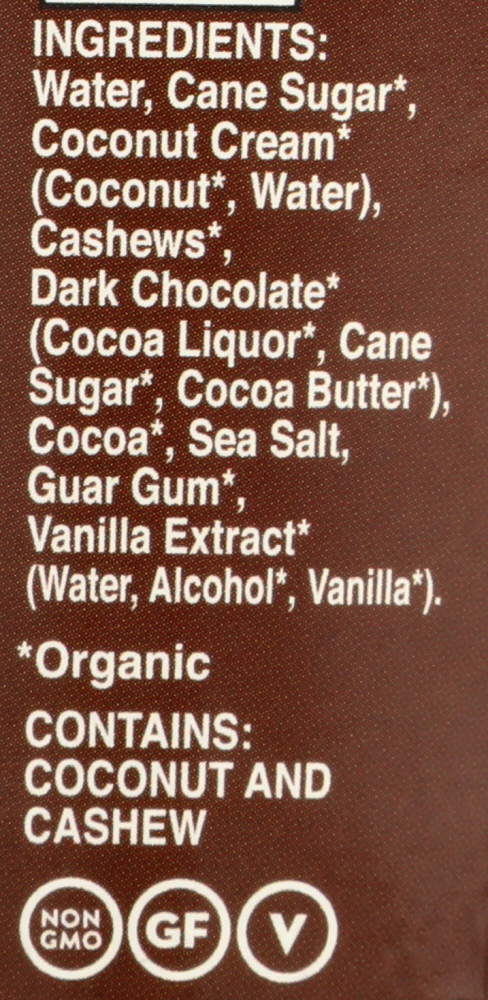 INGREDIENTS:
Water, Cane Sugar*,
Coconut Cream*
(Coconut*, Water),
Cashews*,
Dark Chocolate*
(Cocoa Liquor*, Cane
Sugar*, Cocoa Butter*),
Cocoa*, Sea Salt,
Guar Gum*,
Vanilla Extract*
(Water, Alcohol*, Vanilla*).
*Organic
CONTAINS:
COCONUT AND
CASHEW
NON
GMO
GF
V